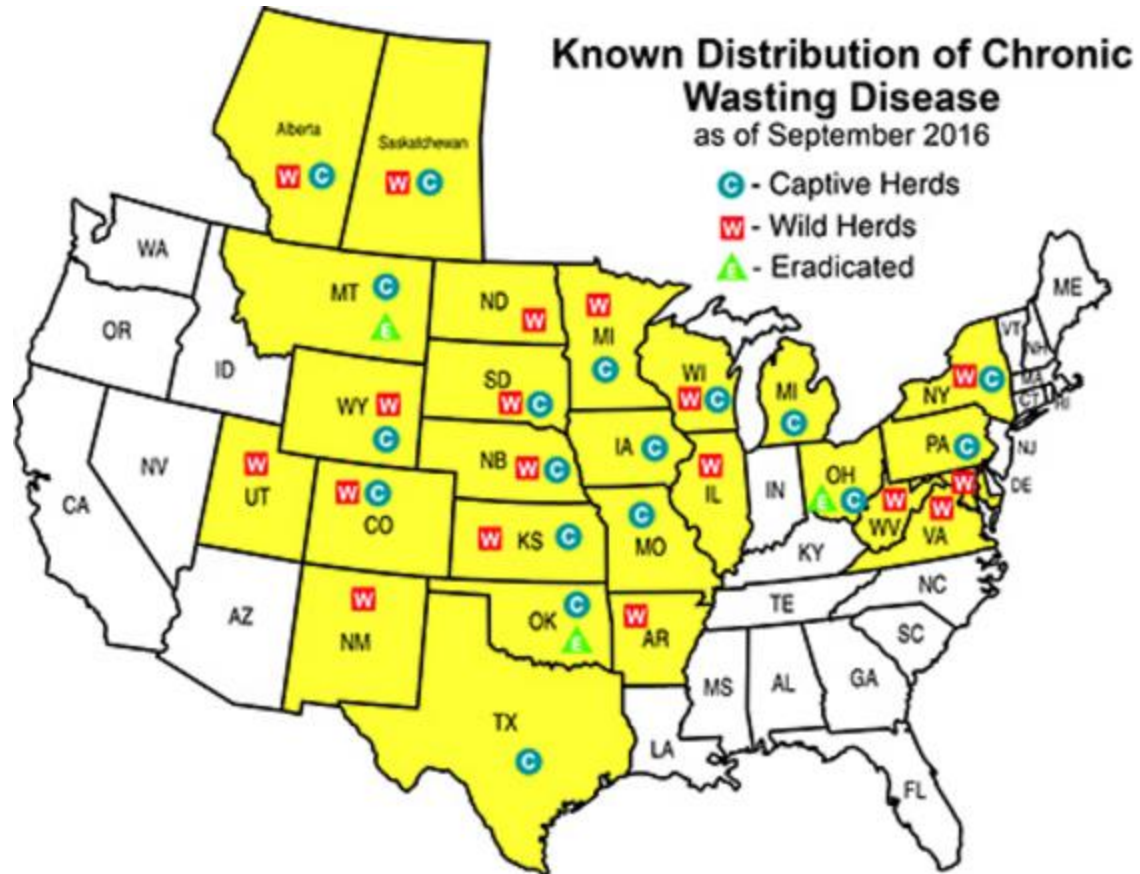 Known Distribution of Chronic
Wasting Disease
as of September 2016
C - Captive Herds
W - Wild Herds
E - Eradicated
Alberta
W C
Saskatchewan
W C
WA
OR
ID
MT C
E
ND
W
W
MI
C
WI
W C
MI
C
NY
W C
VT
NH
ME
MA
CT
RI
WY W
C
SD
W C
IA C
NB W C
PA C
NJ
DE
CA
NV
W
UT
W C
CO
W
IL
IN
OH
E C
W
WV
W
W
VA
W KS C
C
MO
KY
NC
AZ
W
NM
C
OK
E
W
AR
TE
SC
TX
C
LA
MS
AL
GA
FL